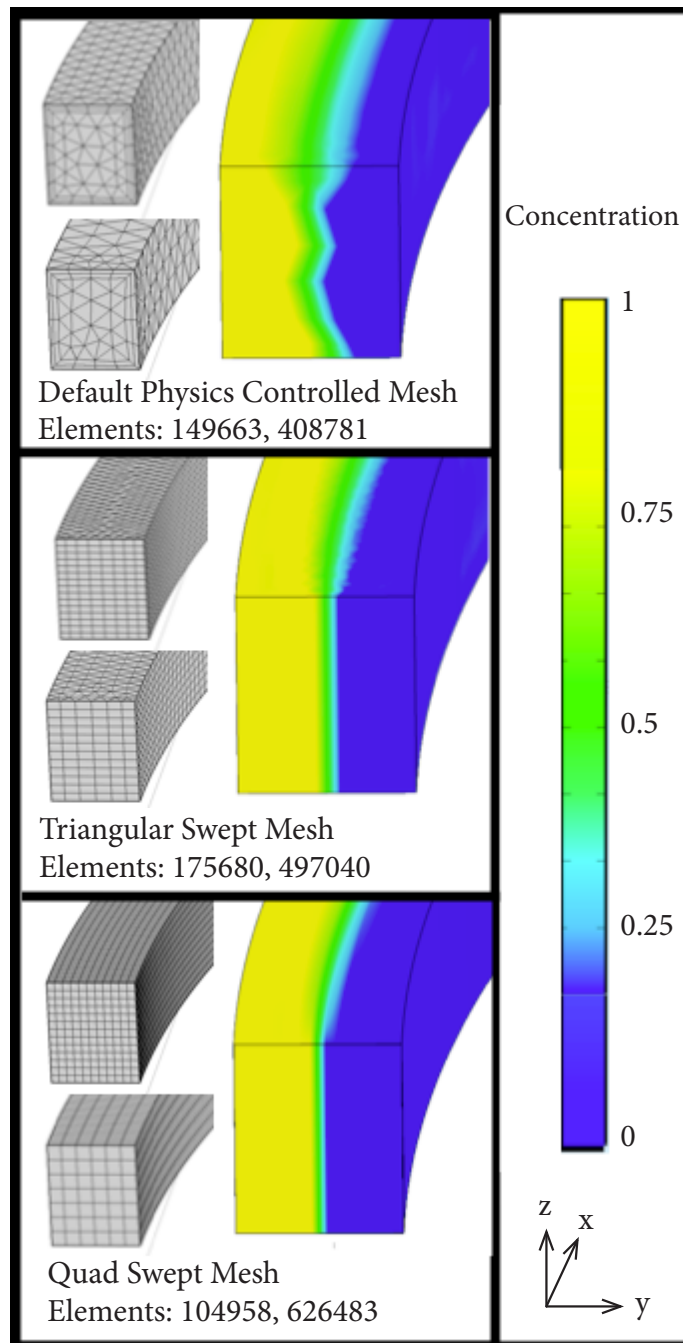 Default Physics Controlled Mesh
Elements: 149663, 408781
Triangular Swept Mesh
Elements: 175680, 497040
Quad Swept Mesh
Elements: 104958, 626483
Concentration
1
0.75
0.5
0.25
0
z
x
y